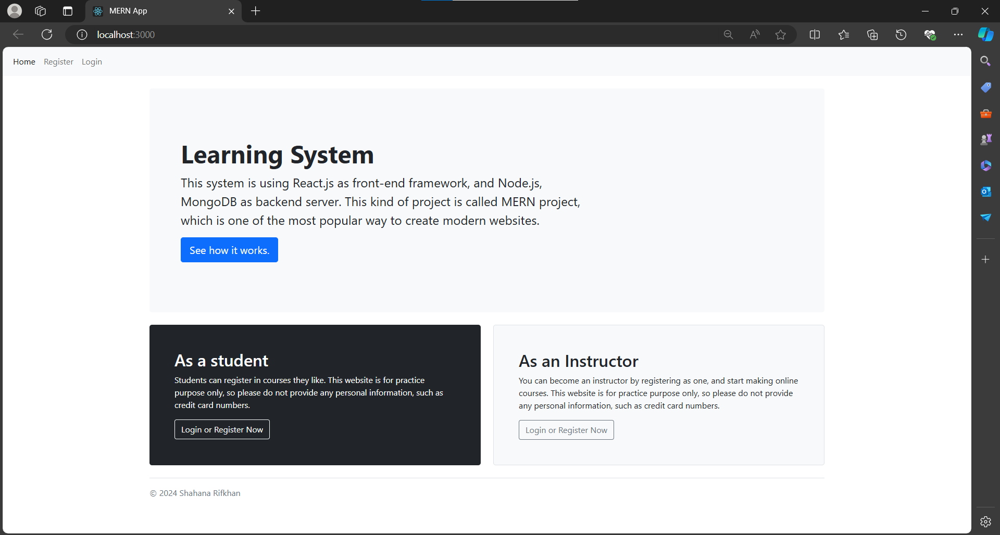 MERN App
localhost:3000
Home Register Login
Learning System
This system is using React.js as front-end framework, and Node.js,
MongoDB as backend server. This kind of project is called MERN project,
which is one of the most popular way to create modern websites.
See how it works.
As a student
Students can register in courses they like. This website is for practice
purpose only, so please do not provide any personal information, such as
credit card numbers.
Login or Register Now
As an Instructor
You can become an instructor by registering as one, and start making online
courses. This website is for practice purpose only, so please do not provide
any personal information, such as credit card numbers.
Login or Register Now
© 2024 Shahana Rifkhan